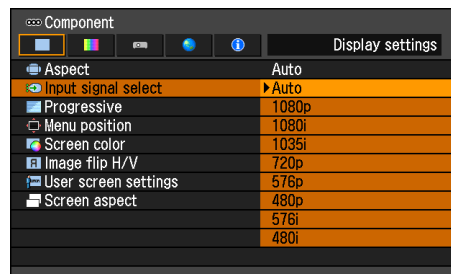 Component
Display settings
Aspect Auto
Input signal select Auto
Progressive 1080p
Menu position 1080i
Screen color 1035i
Image flip H/V 720p
User screen settings 576p
Screen aspect 480p
576i
480i